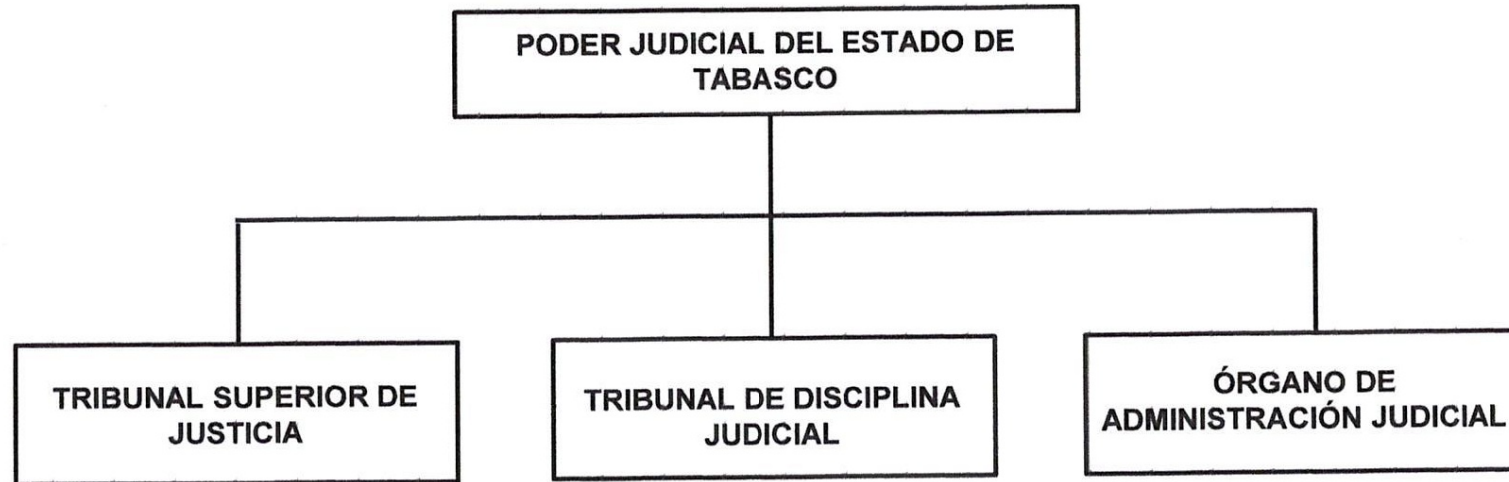 PODER JUDICIAL DEL ESTADO DE
TABASCO
TRIBUNAL SUPERIOR DE
JUSTICIA
TRIBUNAL DE DISCIPLINA
JUDICIAL
ÓRGANO DE
ADMINISTRACIÓN JUDICIAL